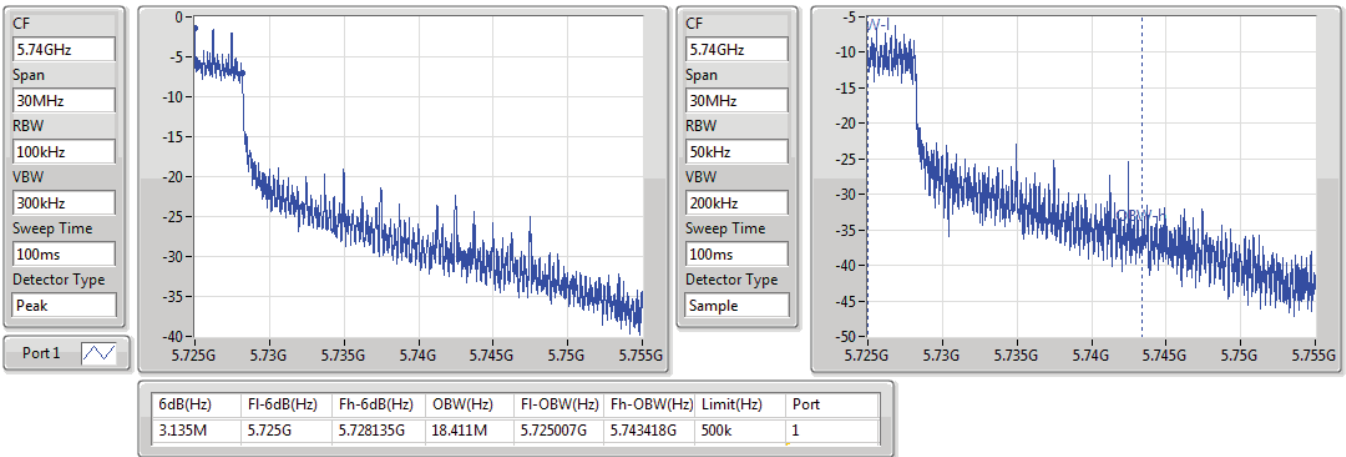 CF
5.74GHz
Span
30MHz
RBW
100kHz
VBW
300kHz
Sweep Time
100ms
Detector Type
Peak
Port 1
0
-5
-10
-15
-20
-25
-30
-35
-40
5.725G 5.73G 5.735G 5.74G 5.745G 5.75G 5.755G
CF
5.74GHz
Span
30MHz
RBW
50kHz
VBW
200kHz
Sweep Time
100ms
Detector Type
Sample
-5
-10
-15
-20
-25
-30
-35
-40
-45
-50
OBW-h
5.725G 5.73G 5.735G 5.74G 5.745G 5.75G 5.755G
6dB(Hz) Fl-6dB(Hz) Fh-6dB(Hz) OBW(Hz) Fl-OBW(Hz) Fh-OBW(Hz) Limit(Hz) Port
3.135M 5.725G 5.728135G 18.411M 5.725007G 5.743418G 500k 1